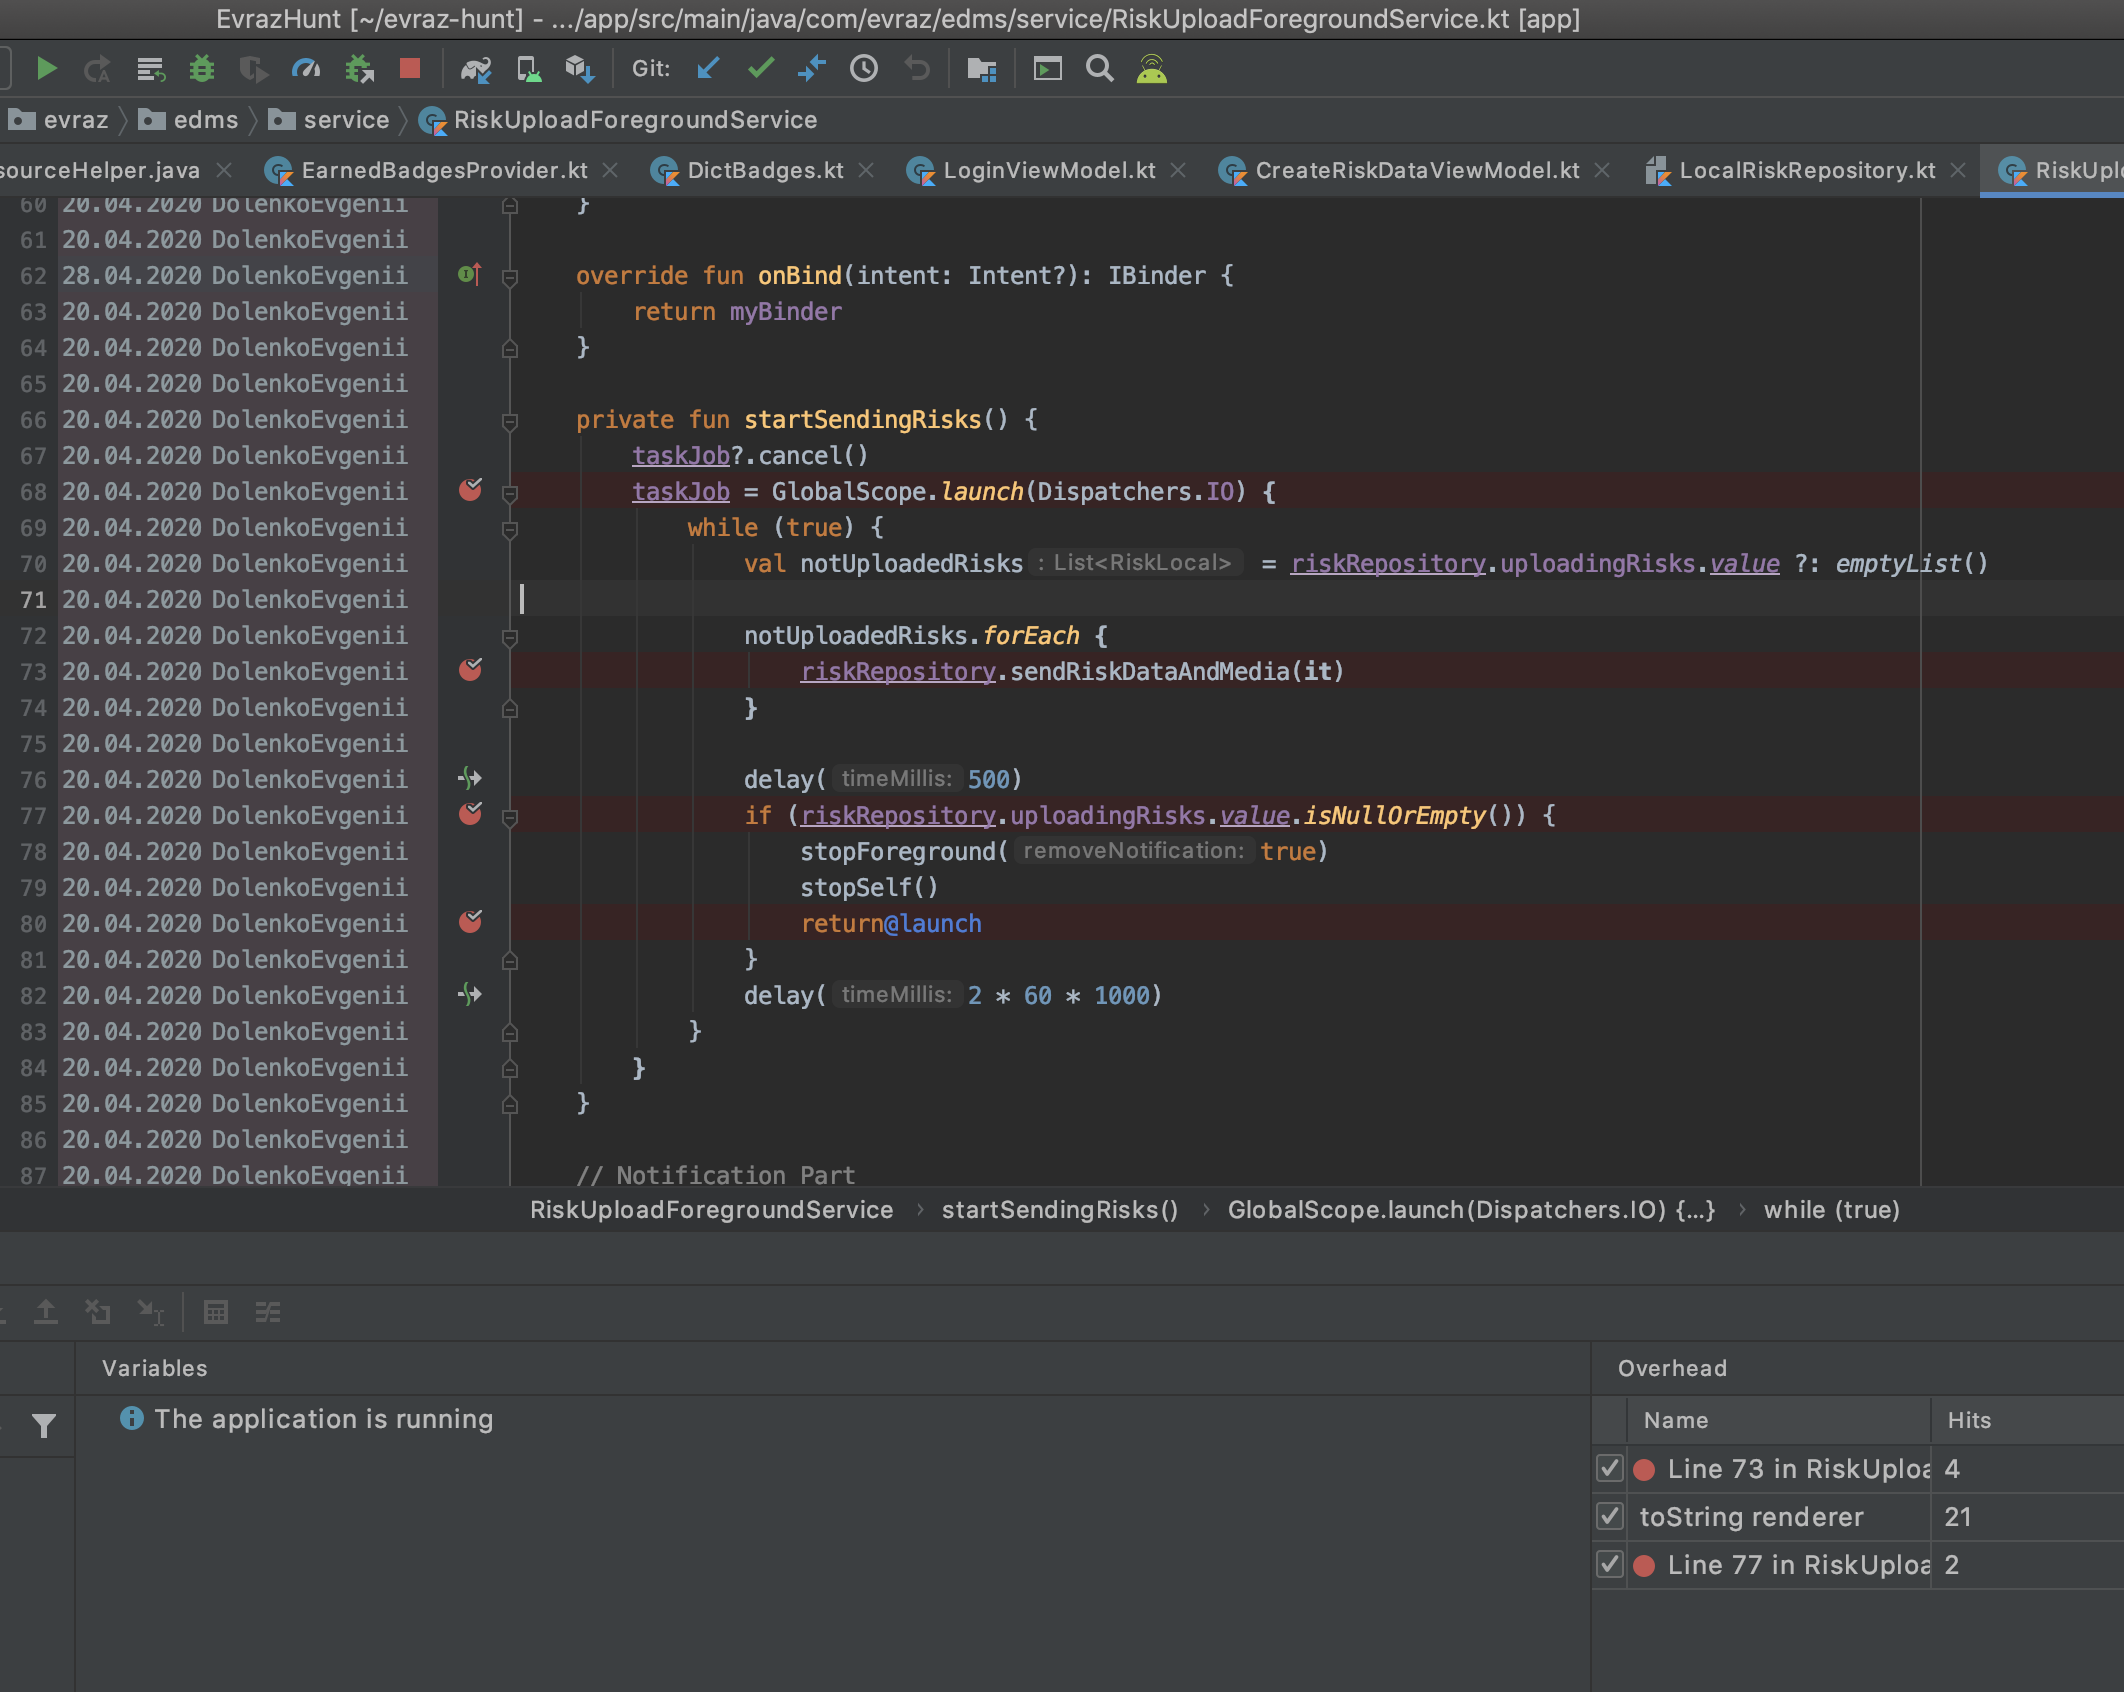 EvrazHunt [~/evraz-hunt] - .../app/src/main/java/com/evraz/edms/service/RiskUploadForegroundService.kt [app]
Git:
evraz edms service RiskUploadForegroundService
sourceHelper.java EarnedBadgesProvider.kt DictBadges.kt LoginViewModel.kt CreateRiskDataViewModel.kt LocalRiskRepository.kt RiskUplo
60 20.04.2020 DolenkoEvgenii }
61 20.04.2020 DolenkoEvgenii
62 28.04.2020 DolenkoEvgenii override fun onBind(intent: Intent?): IBinder {
63 20.04.2020 DolenkoEvgenii return myBinder
64 20.04.2020 DolenkoEvgenii }
65 20.04.2020 DolenkoEvgenii
66 20.04.2020 DolenkoEvgenii private fun startSendingRisks() {
67 20.04.2020 DolenkoEvgenii taskJob?.cancel()
68 20.04.2020 DolenkoEvgenii taskJob = GlobalScope.launch(Dispatchers.IO) {
69 20.04.2020 DolenkoEvgenii while (true) {
70 20.04.2020 DolenkoEvgenii val notUploadedRisks : List<RiskLocal> = riskRepository.uploadingRisks.value ?: emptyList()
71 20.04.2020 DolenkoEvgenii
72 20.04.2020 DolenkoEvgenii notUploadedRisks.forEach {
73 20.04.2020 DolenkoEvgenii riskRepository.sendRiskDataAndMedia(it)
74 20.04.2020 DolenkoEvgenii }
75 20.04.2020 DolenkoEvgenii
76 20.04.2020 DolenkoEvgenii delay( timeMillis: 500)
77 20.04.2020 DolenkoEvgenii if (riskRepository.uploadingRisks.value.isNullOrEmpty()) {
78 20.04.2020 DolenkoEvgenii stopForeground( removeNotification: true)
79 20.04.2020 DolenkoEvgenii stopSelf()
80 20.04.2020 DolenkoEvgenii return@launch
81 20.04.2020 DolenkoEvgenii }
82 20.04.2020 DolenkoEvgenii delay( timeMillis: 2 * 60 * 1000)
83 20.04.2020 DolenkoEvgenii }
84 20.04.2020 DolenkoEvgenii }
85 20.04.2020 DolenkoEvgenii }
86 20.04.2020 DolenkoEvgenii
87 20.04.2020 DolenkoEvgenii // Notification Part
RiskUploadForegroundService › startSendingRisks() › GlobalScope.launch(Dispatchers.IO) {...} › while (true)
Variables
The application is running
Overhead
Name Hits
Line 73 in RiskUploa 4
toString renderer 21
Line 77 in RiskUploa 2